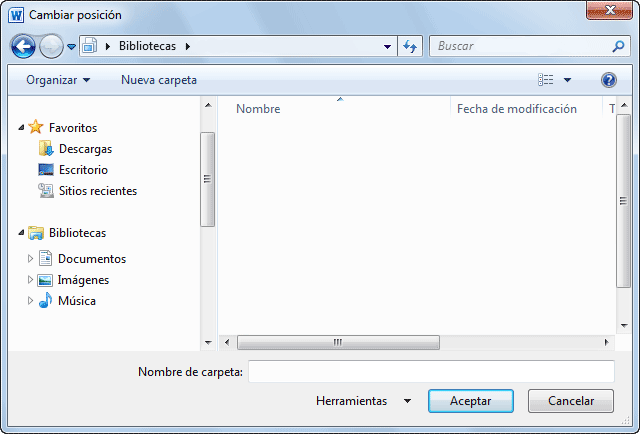 Cambiar posición
Bibliotecas
Buscar
Organizar Nueva carpeta
Nombre Fecha de modificación T
Favoritos
Descargas
Escritorio
Sitios recientes
Bibliotecas
Documentos
Imágenes
Música
Nombre de carpeta:
Herramientas Aceptar Cancelar